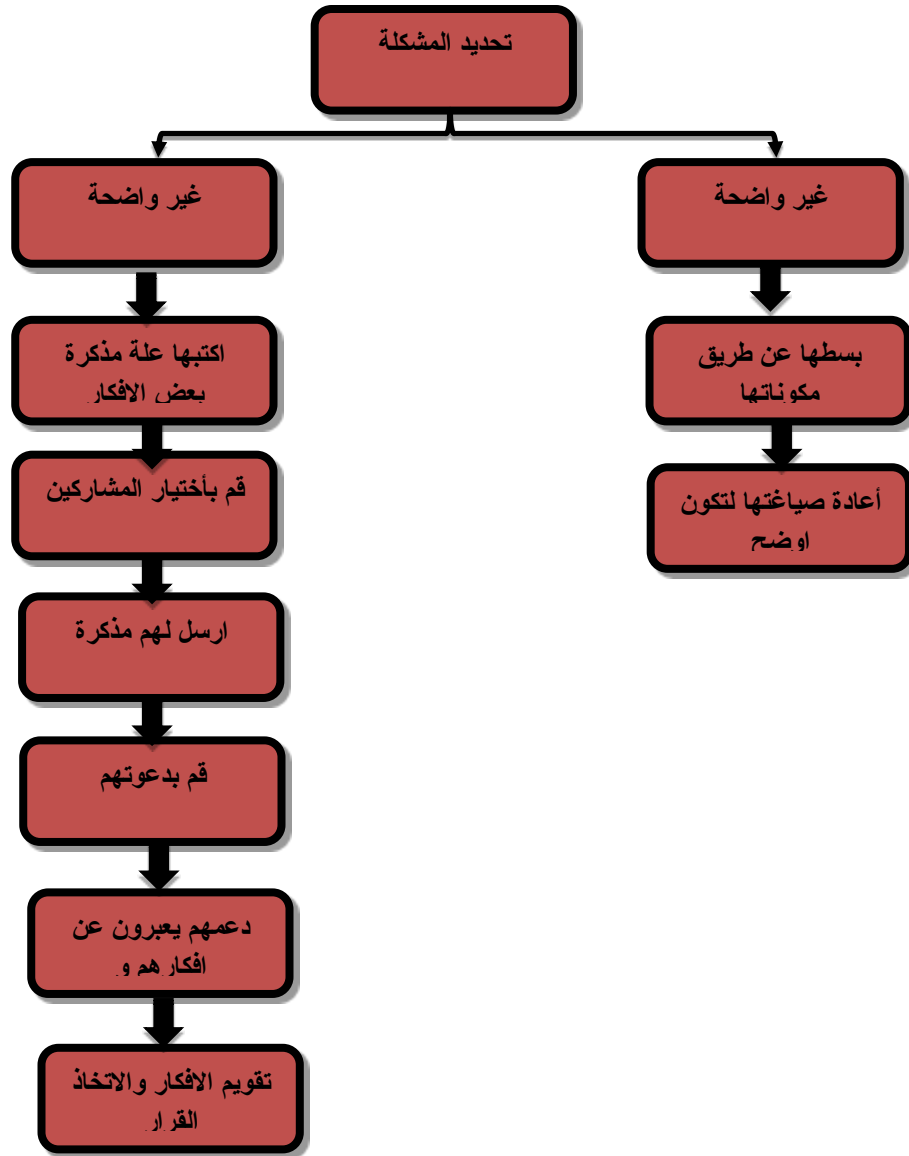 تحديد المشكلة
غير واضحة
غير واضحة
بسطها عن طريق
مكوناتها
أعادة صياغتها لتكون
اوضح
اكتبها علة مذكرة
بعض الافكار
قم بأختيار المشاركين
ارسل لهم مذكرة
قم بدعوتهم
دعمهم يعبرون عن
افكارهم و
تقويم الافكار والاتخاذ
القرار